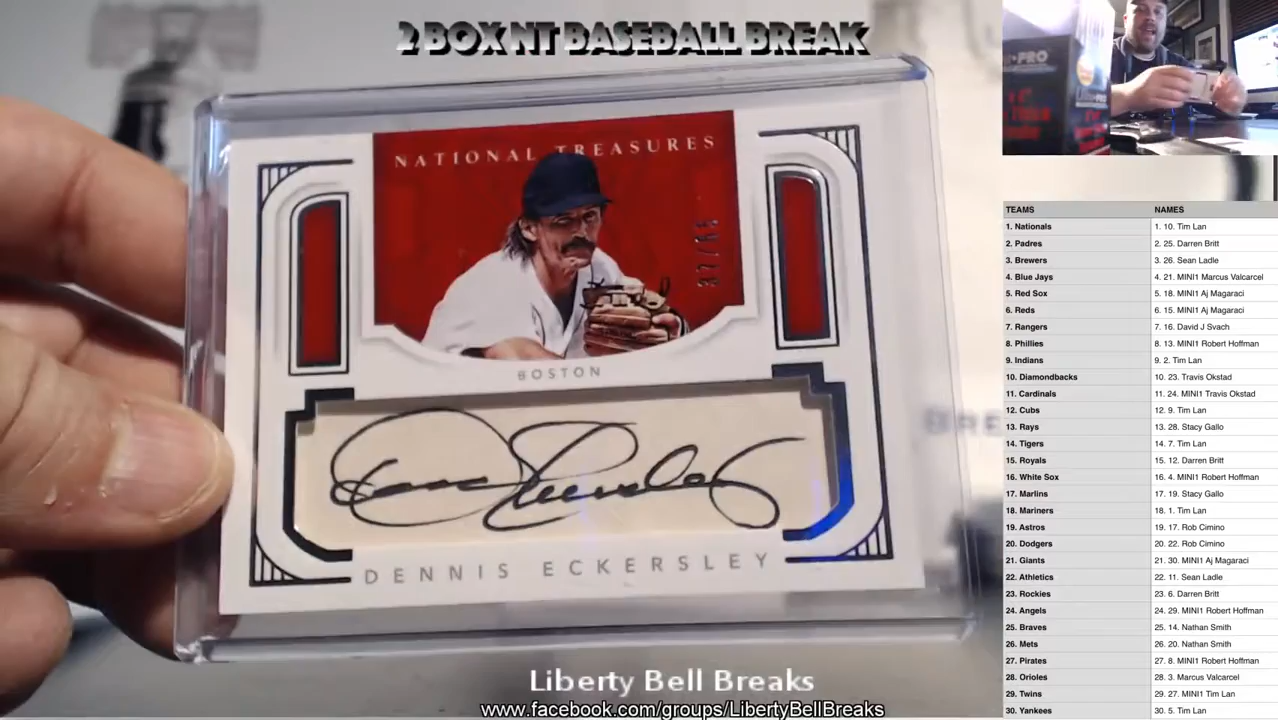 2 BOX NT BASEBALL BREAK
NATIONAL TREASURES
BOSTON
Dennis Eckersley
DENNIS ECKERSLEY
Liberty Bell Breaks
www.facebook.com/groups/LibertyBellBreaks
PRO
TEAMS NAMES
1. Nationals 1. 10. Tim Lan
2. Padres 2. 25. Darren Britt
3. Brewers 3. 26. Sean Ladle
4. Blue Jays 4. 21. MINI1 Marcus Valcarcel
5. Red Sox 5. 18. MINI1 Aj Magaraci
6. Reds 6. 15. MINI1 Aj Magaraci
7. Rangers 7. 16. David J Svach
8. Phillies 8. 13. MINI1 Robert Hoffman
9. Indians 9. 2. Tim Lan
10. Diamondbacks 10. 23. Travis Okstad
11. Cardinals 11. 24. MINI1 Travis Okstad
12. Cubs 12. 9. Tim Lan
13. Rays 13. 28. Stacy Gallo
14. Tigers 14. 7. Tim Lan
15. Royals 15. 12. Darren Britt
16. White Sox 16. 4. MINI1 Robert Hoffman
17. Marlins 17. 19. Stacy Gallo
18. Mariners 18. 1. Tim Lan
19. Astros 19. 17. Rob Cimino
20. Dodgers 20. 22. Rob Cimino
21. Giants 21. 30. MINI1 Aj Magaraci
22. Athletics 22. 11. Sean Ladle
23. Rockies 23. 6. Darren Britt
24. Angels 24. 29. MINI1 Robert Hoffman
25. Braves 25. 14. Nathan Smith
26. Mets 26. 20. Nathan Smith
27. Pirates 27. 8. MINI1 Robert Hoffman
28. Orioles 28. 3. Marcus Valcarcel
29. Twins 29. 27. MINI1 Tim Lan
30. Yankees 30. 5. Tim Lan